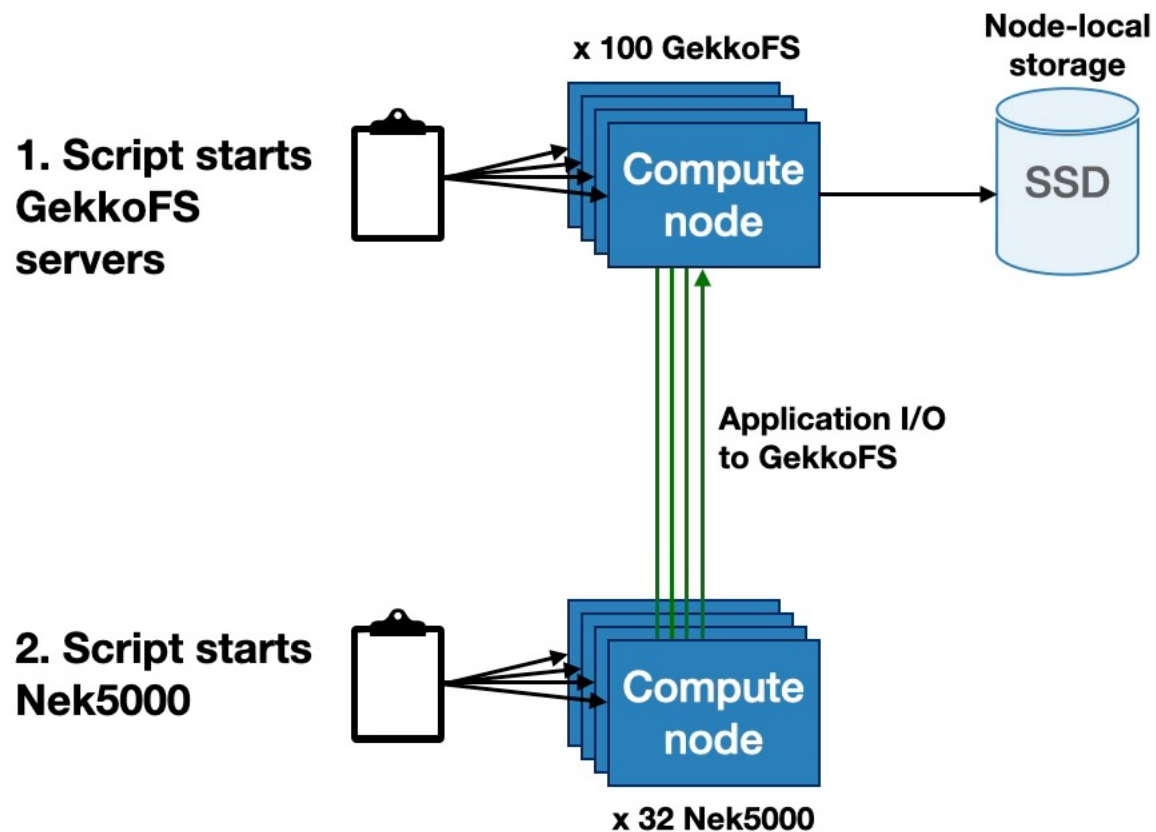 Node-local
storage
x 100 GekkoFS
1. Script starts
GekkoFS
servers
Compute
node
SSD
Application I/O
to GekkoFS
2. Script starts
Nek5000
Compute
node
x 32 Nek5000